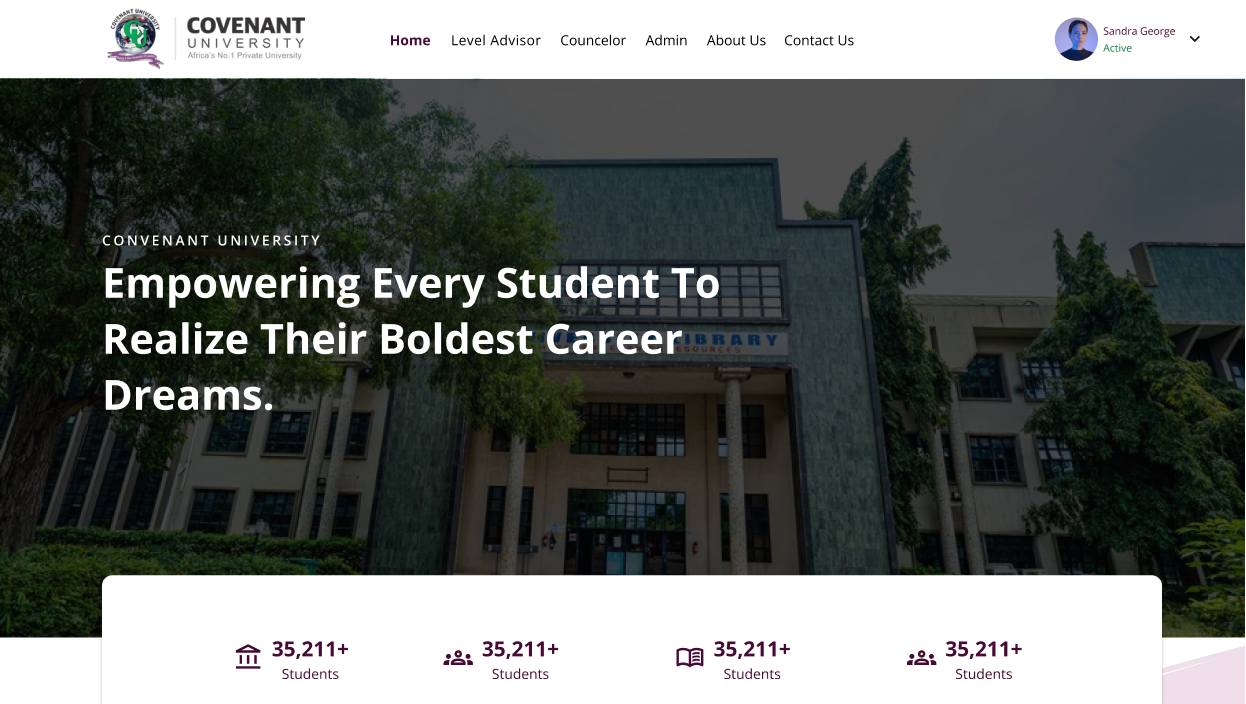 COVENANT UNIVERSITY
COVENANT
UNIVERSITY
Africa's No.1 Private University
Home
Level Advisor
Councelor
Admin
About Us
Contact Us
Sandra George
Active
CONVENANT UNIVERSITY
Empowering Every Student To
Realize Their Boldest Career
Dreams.
LIBRARY
RESOURCES
35,211+
Students
35,211+
Students
35,211+
Students
35,211+
Students